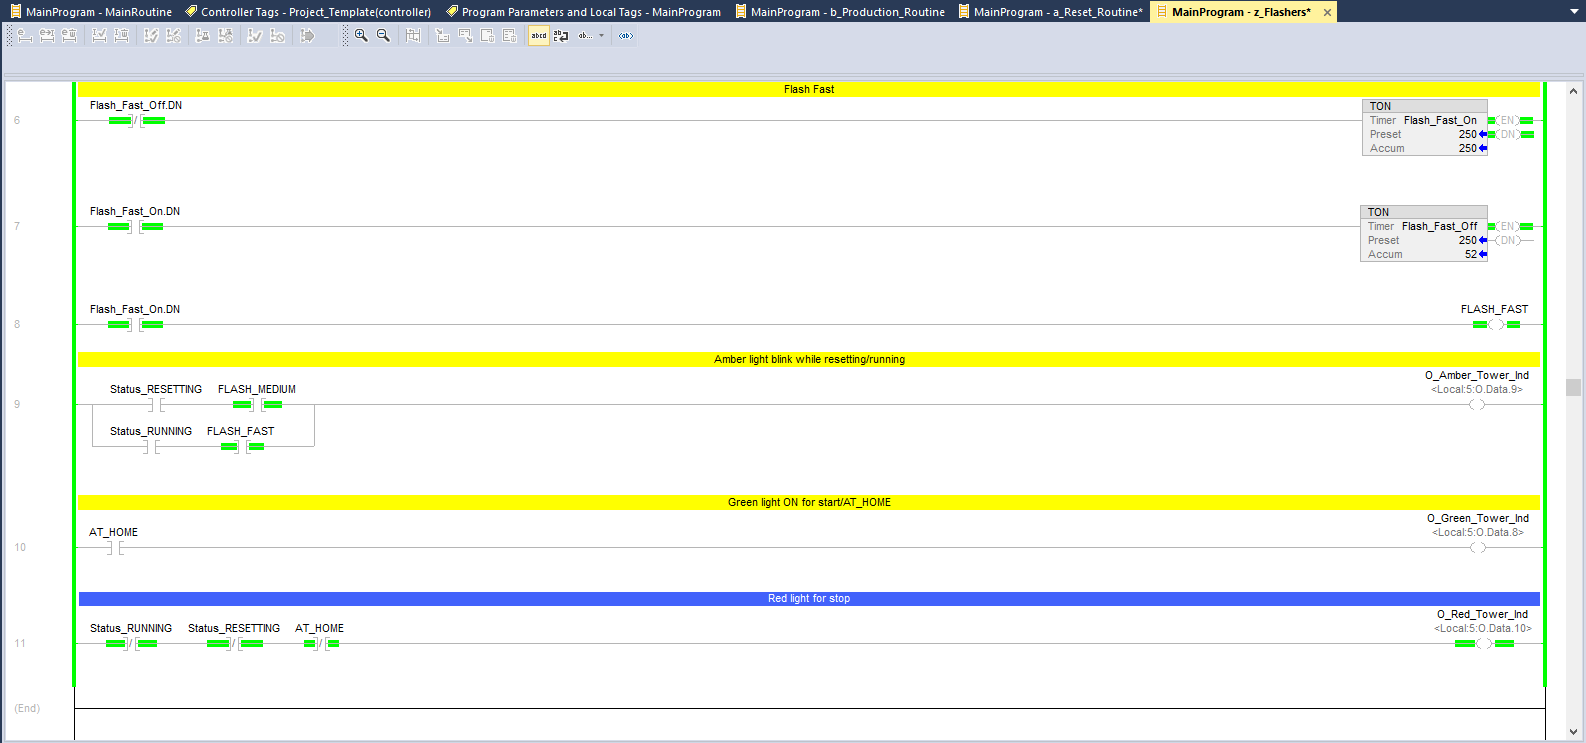 MainProgram - MainRoutine Controller Tags - Project_Template(controller) Program Parameters and Local Tags - MainProgram MainProgram - b_Production_Routine MainProgram - a_Reset_Routine* MainProgram - z_Flashers*
abcd ab... <ab>
Flash Fast
Flash_Fast_Off.DN
6
TON
Timer Flash_Fast_On
Preset 250
Accum 250
EN
DN
Flash_Fast_On.DN
7
TON
Timer Flash_Fast_Off
Preset 250
Accum 52
EN
DN
Flash_Fast_On.DN
8
FLASH_FAST
Amber light blink while resetting/running
Status_RESETTING FLASH_MEDIUM
9
O_Amber_Tower_Ind
<Local:5:O.Data.9>
Status_RUNNING FLASH_FAST
Green light ON for start/AT_HOME
AT_HOME
10
O_Green_Tower_Ind
<Local:5:O.Data.8>
Red light for stop
Status_RUNNING Status_RESETTING AT_HOME
11
O_Red_Tower_Ind
<Local:5:O.Data.10>
(End)